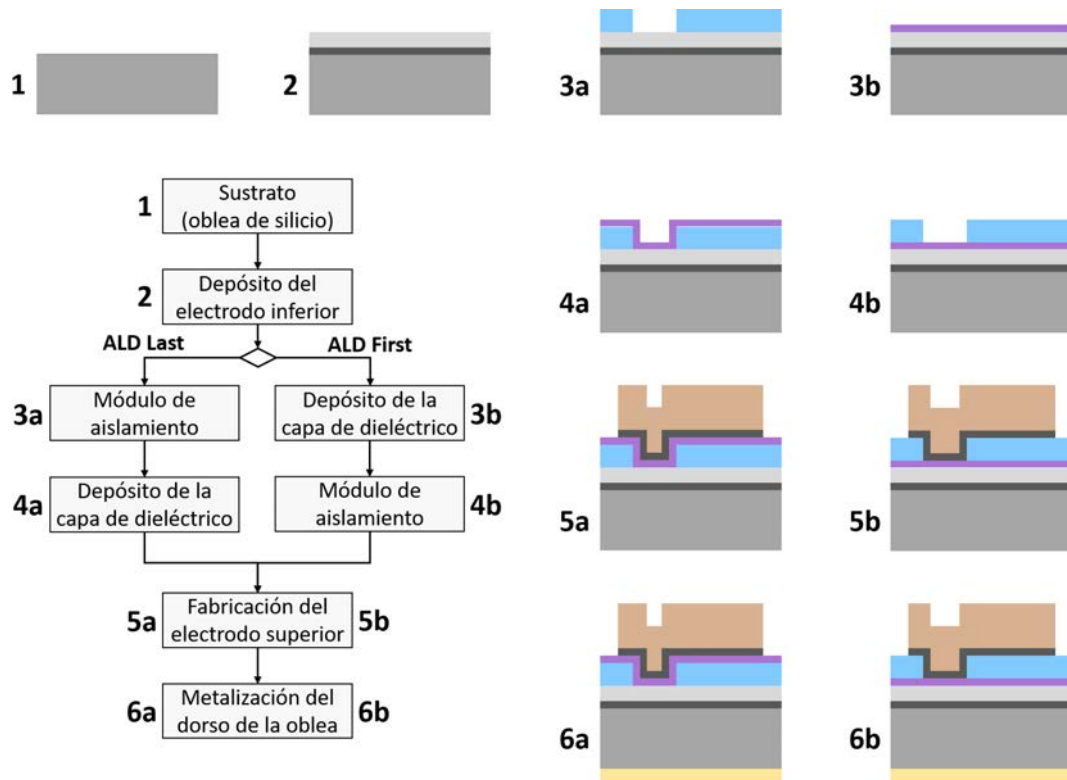 1
2
3a
3b
1
Sustrato
(oblea de silicio)
2
Depósito del
electrodo inferior
ALD Last
ALD First
3a
Módulo de
aislamiento
Depósito de la
capa de dieléctrico
3b
4a
Depósito de la
capa de dieléctrico
Módulo de
aislamiento
4b
5a
Fabricación del
electrodo superior
5b
6a
Metalización del
dorso de la oblea
6b
4a
4b
5a
5b
6a
6b